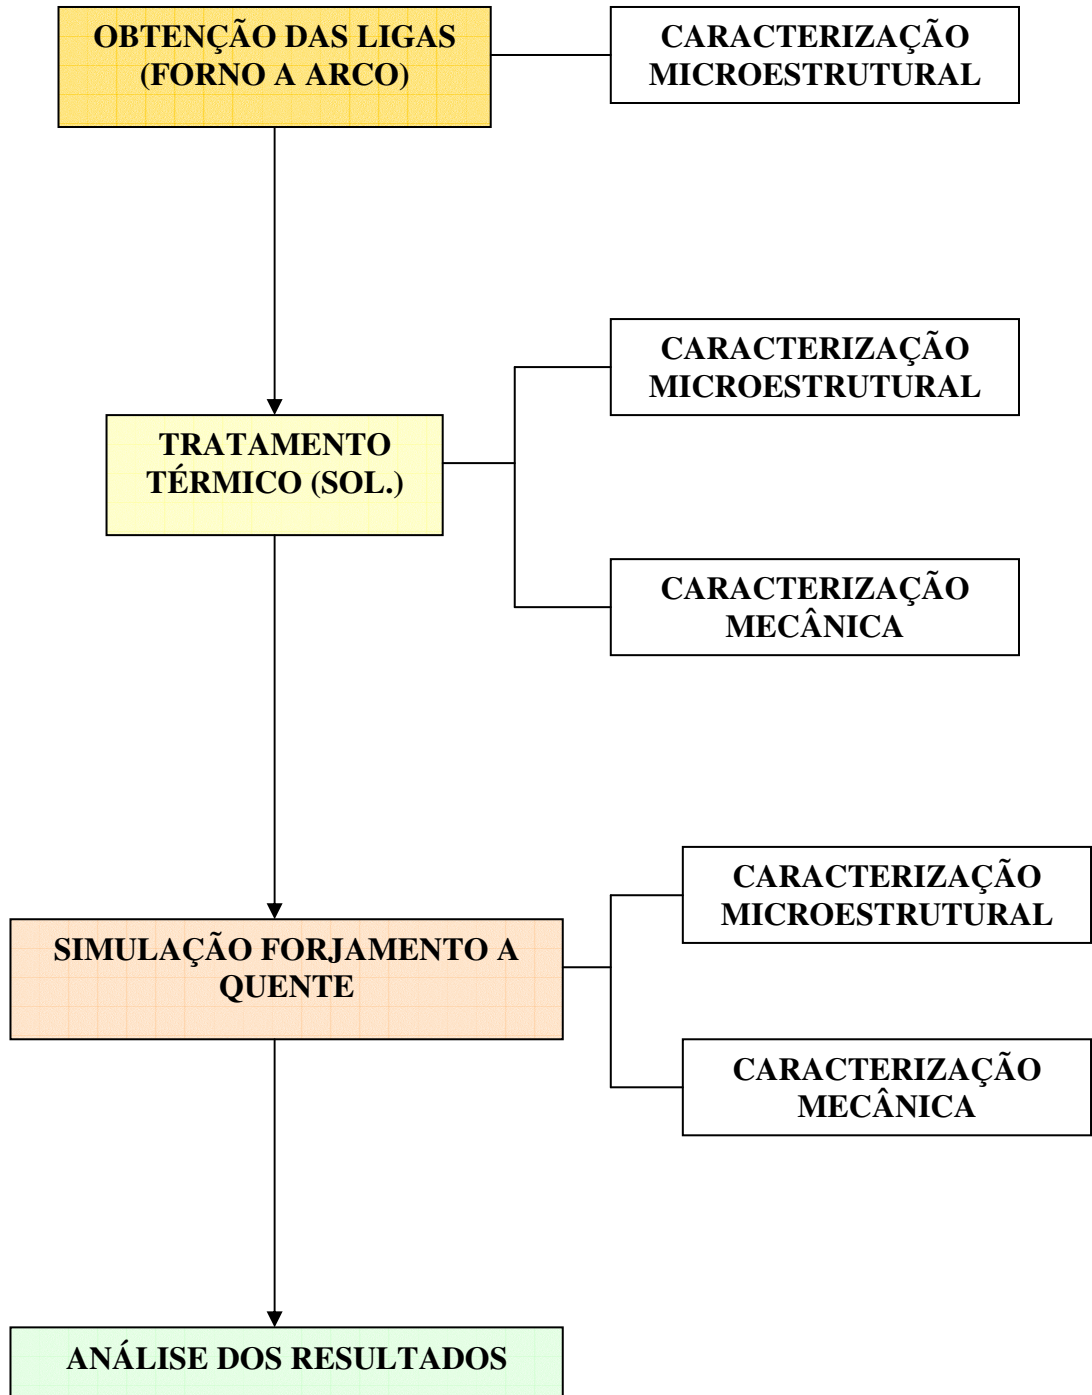 OBTENÇÃO DAS LIGAS
(FORNO A ARCO)
CARACTERIZAÇÃO
MICROESTRUTURAL
CARACTERIZAÇÃO
MICROESTRUTURAL
TRATAMENTO
TÉRMICO (SOL.)
CARACTERIZAÇÃO
MECÂNICA
CARACTERIZAÇÃO
MICROESTRUTURAL
SIMULAÇÃO FORJAMENTO A
QUENTE
CARACTERIZAÇÃO
MECÂNICA
ANÁLISE DOS RESULTADOS